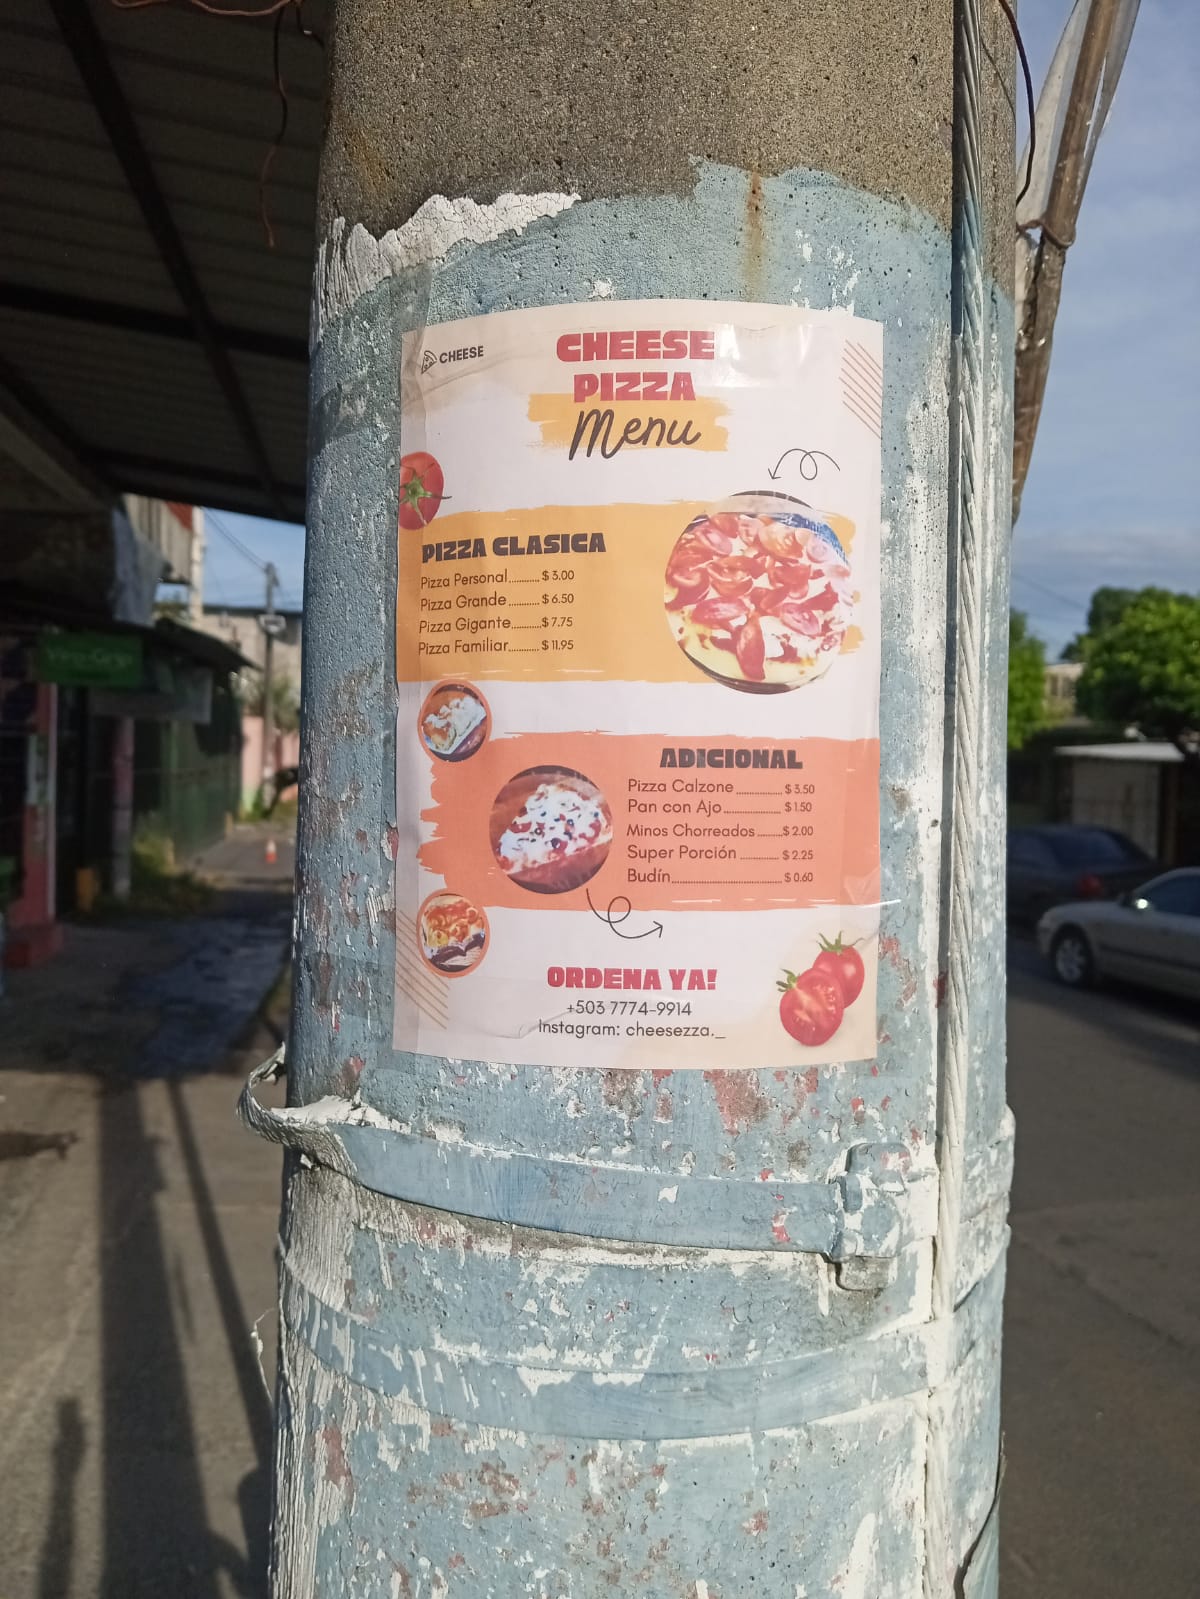 CHEESE
CHEESE
PIZZA
Menu
PIZZA CLASICA
Pizza Personal........... $ 3.00
Pizza Grande ........... $ 6.50
Pizza Gigante...........$ 7.75
Pizza Familiar........... $ 11.95
ADICIONAL
Pizza Calzone ................ $ 3.50
Pan con Ajo .................... $ 1.50
Minos Chorreados ........$ 2.00
Super Porción ............. $ 2.25
Budín.................................. $ 0.60
ORDENA YA!
+503 7774-9914
Instagram: cheesezza._